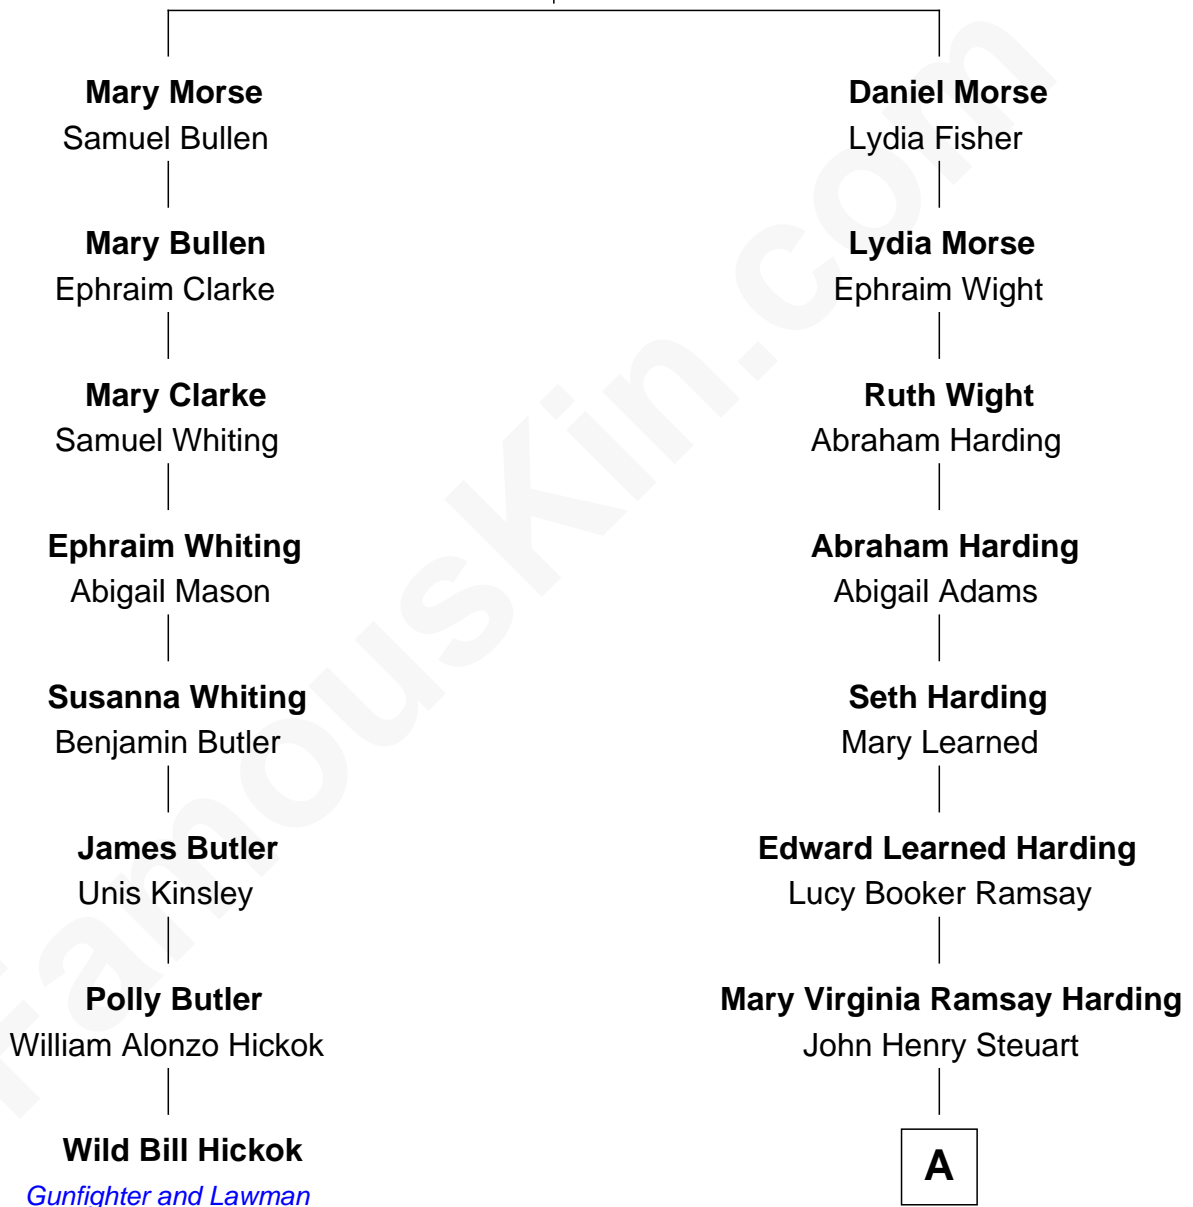 Mary Morse
Samuel Bullen
Mary Bullen
Ephraim Clarke
Mary Clarke
Samuel Whiting
Ephraim Whiting
Abigail Mason
Susanna Whiting
Benjamin Butler
James Butler
Unis Kinsley
Polly Butler
William Alonzo Hickok
Wild Bill Hickok
Gunfighter and Lawman
Daniel Morse
Lydia Fisher
Lydia Morse
Ephraim Wight
Ruth Wight
Abraham Harding
Abraham Harding
Abigail Adams
Seth Harding
Mary Learned
Edward Learned Harding
Lucy Booker Ramsay
Mary Virginia Ramsay Harding
John Henry Steuart
A
FamousKin.com